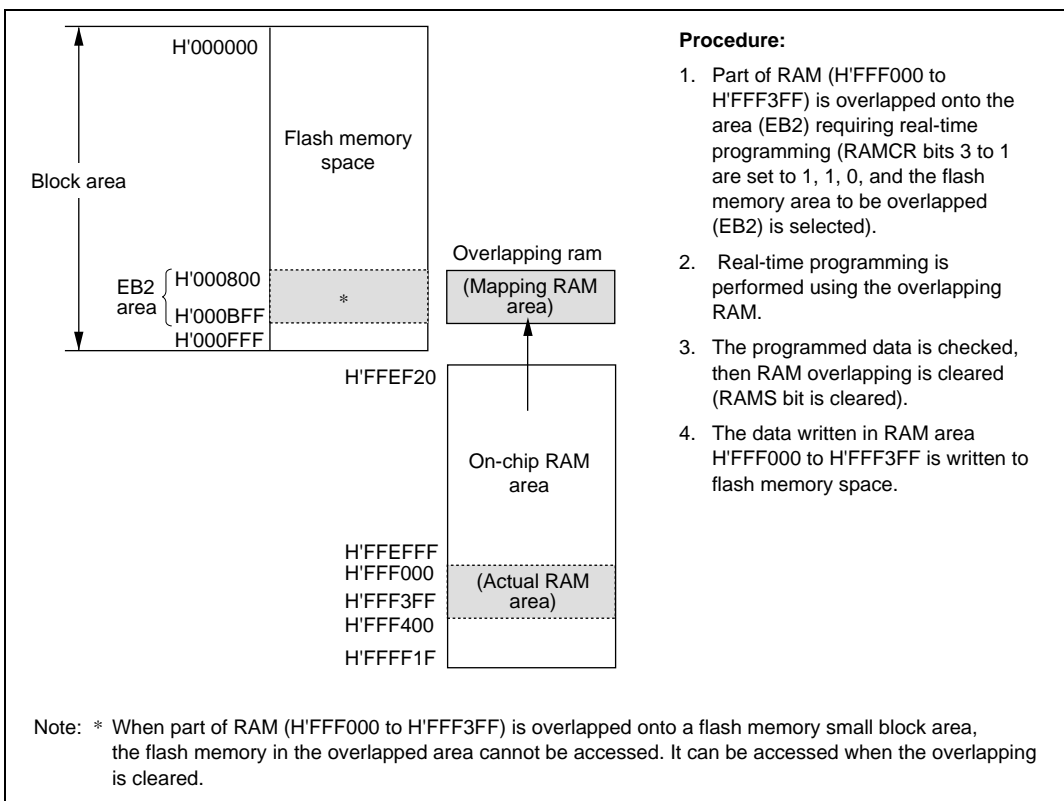 H'000000
Flash memory
space
Block area
EB2
area
H'000800
*
H'000BFF
H'000FFF
Overlapping ram
(Mapping RAM
area)
H'FFEF20
On-chip RAM
area
H'FFEFFF
H'FFF000
(Actual RAM
area)
H'FFF3FF
H'FFF400
H'FFFF1F
Procedure:
1. Part of RAM (H'FFF000 to
H'FFF3FF) is overlapped onto the
area (EB2) requiring real-time
programming (RAMCR bits 3 to 1
are set to 1, 1, 0, and the flash
memory area to be overlapped
(EB2) is selected).
2. Real-time programming is
performed using the overlapping
RAM.
3. The programmed data is checked,
then RAM overlapping is cleared
(RAMS bit is cleared).
4. The data written in RAM area
H'FFF000 to H'FFF3FF is written to
flash memory space.
Note: * When part of RAM (H'FFF000 to H'FFF3FF) is overlapped onto a flash memory small block area,
the flash memory in the overlapped area cannot be accessed. It can be accessed when the overlapping
is cleared.